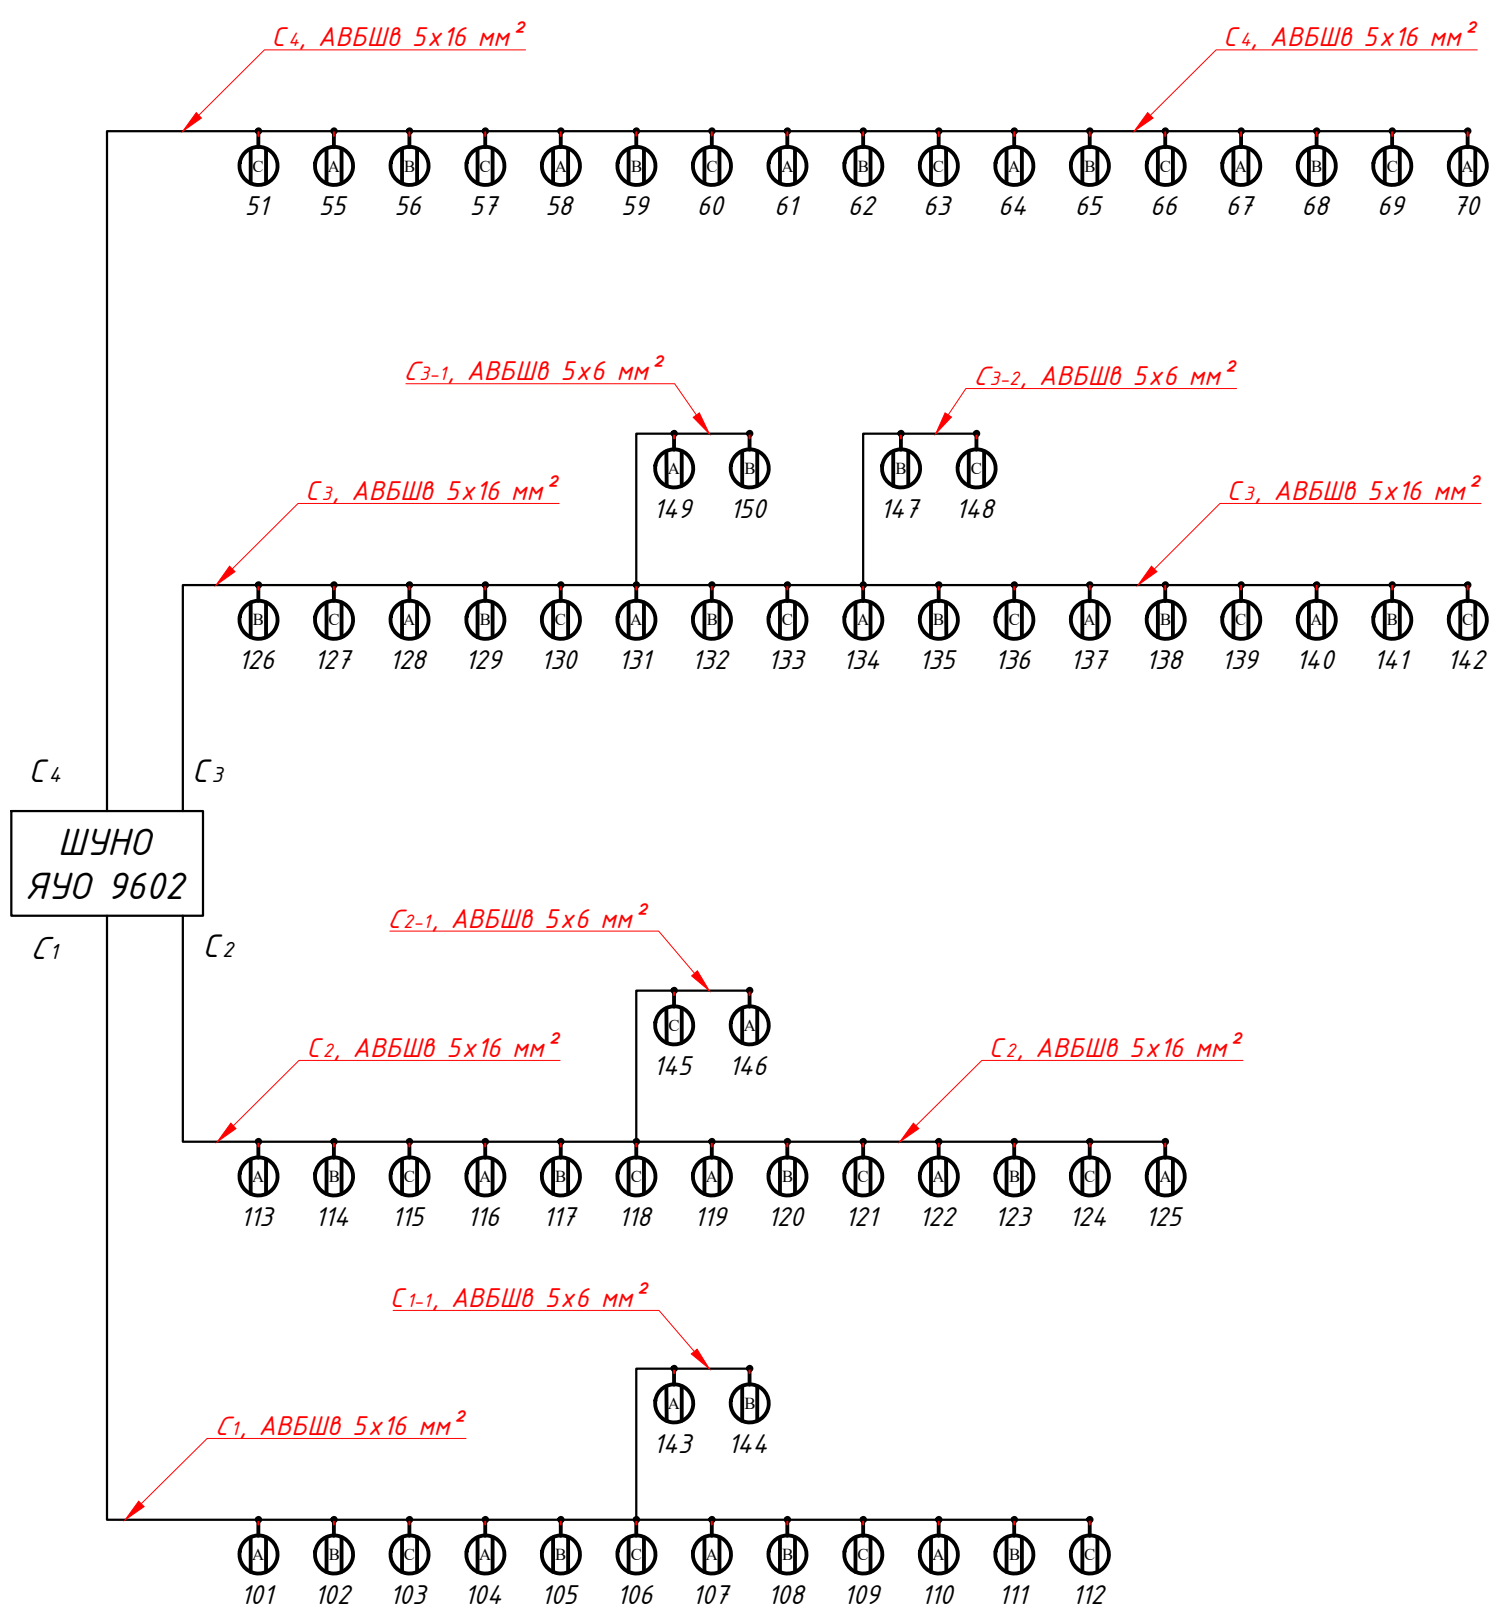 С4, АВБШв 5х16 мм²
С4, АВБШв 5х16 мм²
C A B C A B C A B C A B C A B C A
51 55 56 57 58 59 60 61 62 63 64 65 66 67 68 69 70
С3-1, АВБШв 5х6 мм²
С3-2, АВБШв 5х6 мм²
A B
149 150
B C
147 148
С3, АВБШв 5х16 мм²
С3, АВБШв 5х16 мм²
B C A B C A B C A B C A B C A B C
126 127 128 129 130 131 132 133 134 135 136 137 138 139 140 141 142
С4
С3
ШУНО
ЯУО 9602
С1
С2
С2-1, АВБШв 5х6 мм²
C A
145 146
С2, АВБШв 5х16 мм²
С2, АВБШв 5х16 мм²
A B C A B C A B C A B C A
113 114 115 116 117 118 119 120 121 122 123 124 125
С1-1, АВБШв 5х6 мм²
A B
143 144
С1, АВБШв 5х16 мм²
A B C A B C A B C A B C
101 102 103 104 105 106 107 108 109 110 111 112